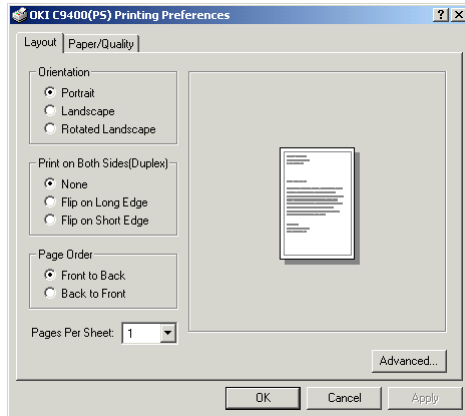 OKI C9400(PS) Printing Preferences
Layout
Paper/Quality
Orientation
Portrait
Landscape
Rotated Landscape
Print on Both Sides(Duplex)
None
Flip on Long Edge
Flip on Short Edge
Page Order
Front to Back
Back to Front
Pages Per Sheet: 1
Advanced...
OK
Cancel
Apply